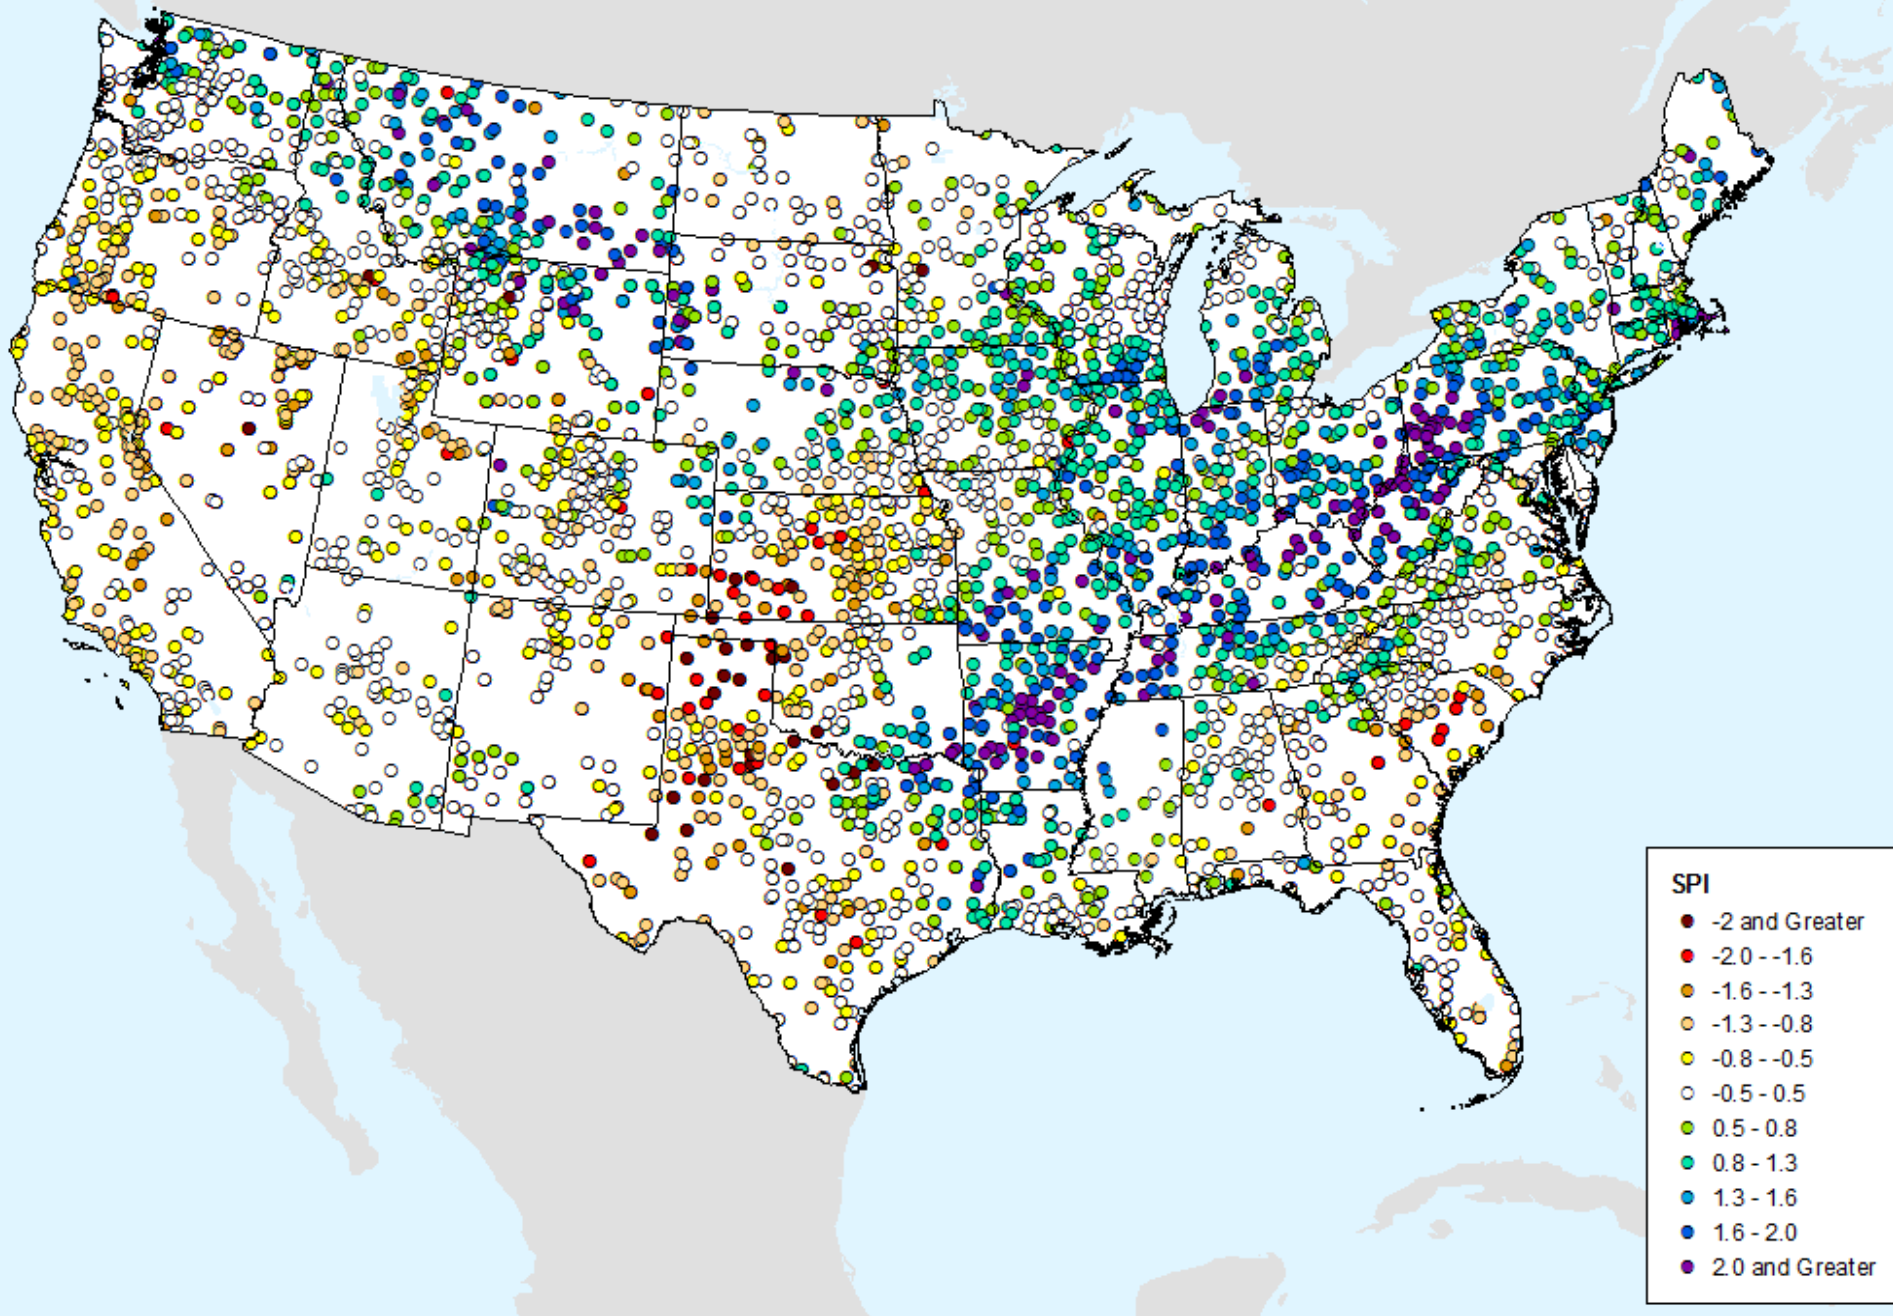 SPI
-2 and Greater
-2.0 - -1.6
-1.6 - -1.3
-1.3 - -0.8
-0.8 - -0.5
-0.5 - 0.5
0.5 - 0.8
0.8 - 1.3
1.3 - 1.6
1.6 - 2.0
2.0 and Greater